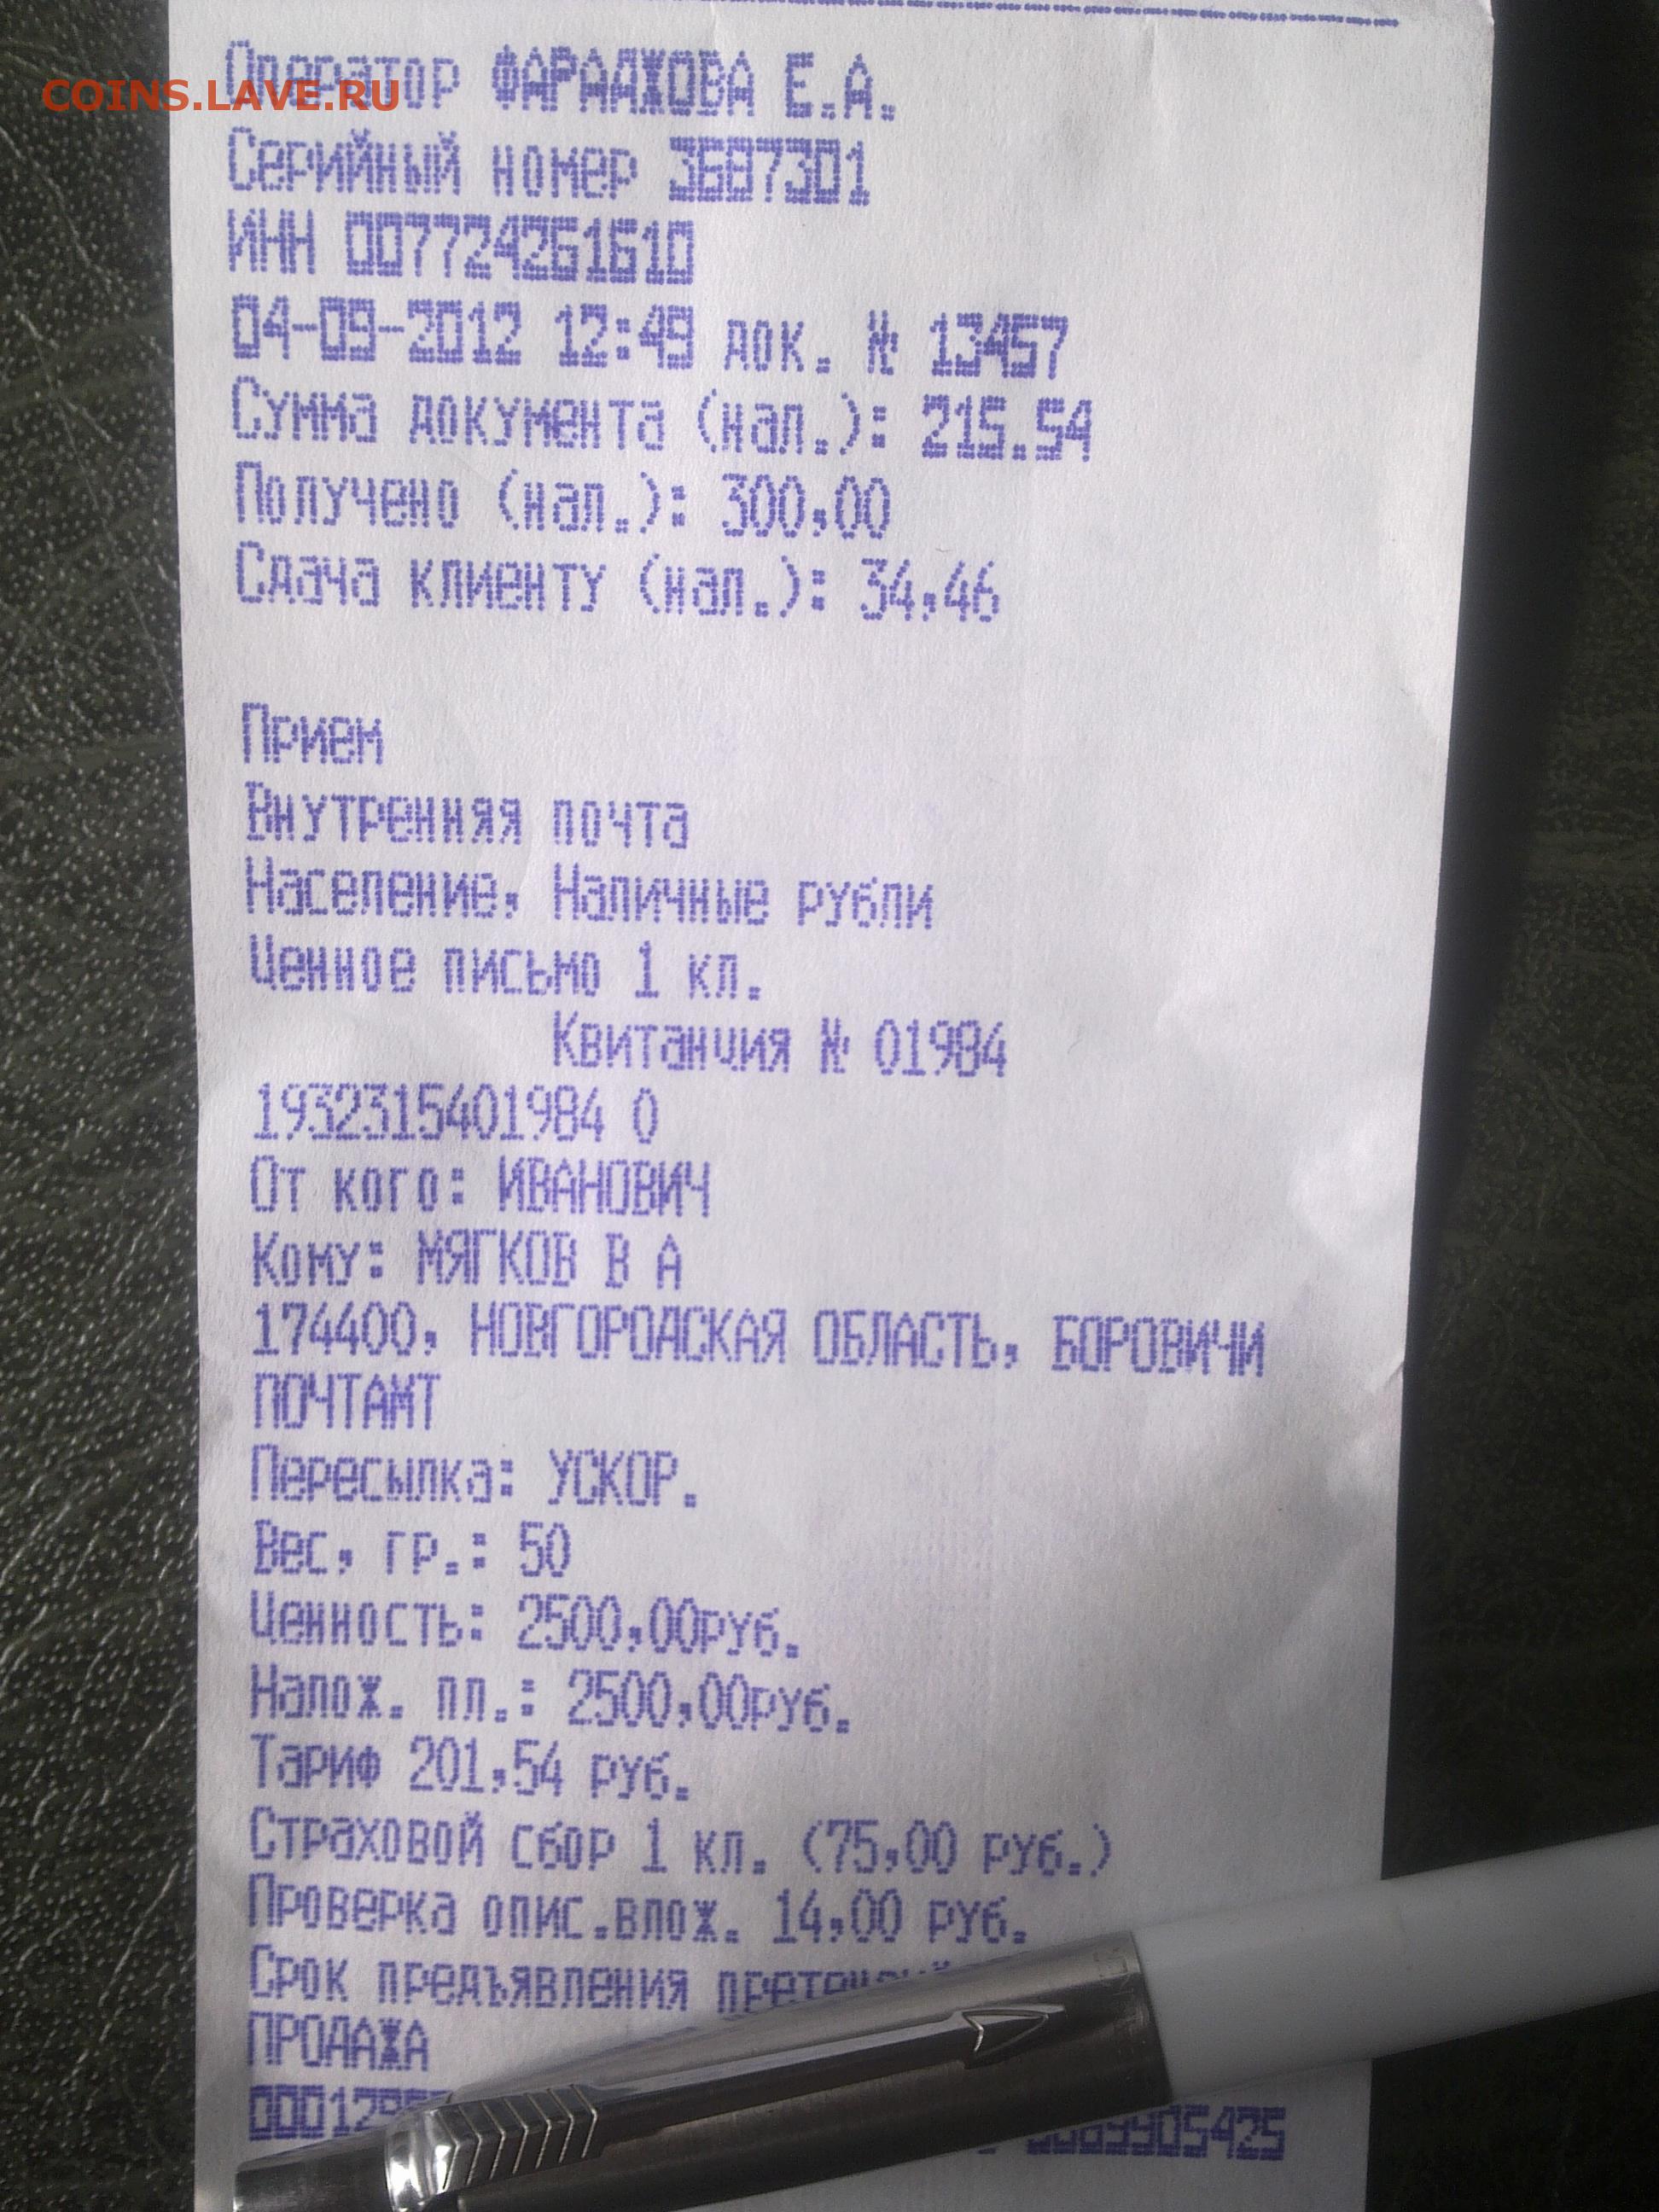 Оператор ФАРАДЖОВА Е.А.
COINS.LAVE.RU
Серийный номер 3687301
ИНН 007724261610
04-09-2012 12:49 док. № 13457
Сумма документа (нал.): 215.54
Получено (нал.): 300,00
Сдача клиенту (нал.): 34,46
Прием
Внутренняя почта
Население, Наличные рубли
Ценное письмо 1 кл.
Квитанция № 01984
1932315401984 0
От кого: ИВАНОВИЧ
Кому: МЯГКОВ В А
174400, НОВГОРОДСКАЯ ОБЛАСТЬ, БОРОВИЧИ
ПОЧТАМТ
Пересылка: УСКОР.
Вес, гр.: 50
Ценность: 2500,00руб.
Налож. пл.: 2500,00руб.
Тариф 201,54 руб.
Страховой сбор 1 кл. (75,00 руб.)
Проверка опис.влож. 14,00 руб.
Срок предъявления
ПРОДАЖА